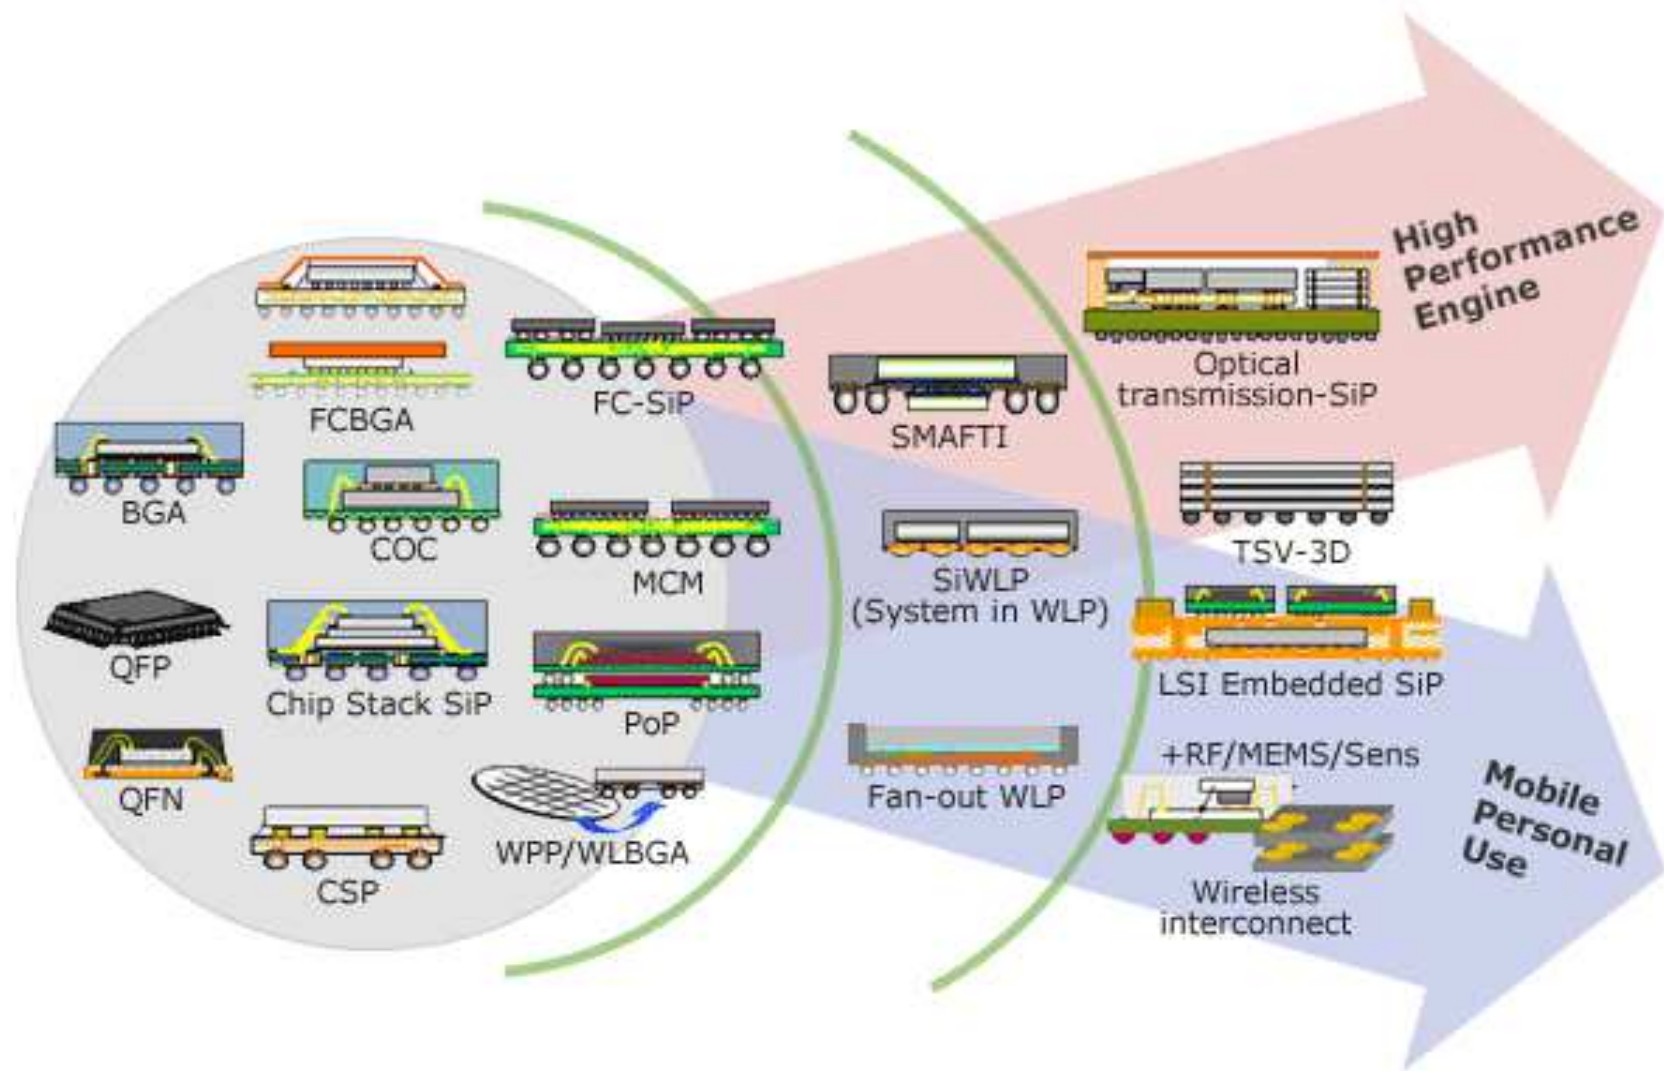 FCBGA
BGA
COC
QFP
Chip Stack SiP
QFN
CSP
FC-SiP
MCM
PoP
WPP/WLBGA
SMAFTI
SiWLP
(System in WLP)
Fan-out WLP
Optical
transmission-SiP
TSV-3D
LSI Embedded SiP
+RF/MEMS/Sens
Wireless
interconnect
High
Performance
Engine
Mobile
Personal
Use